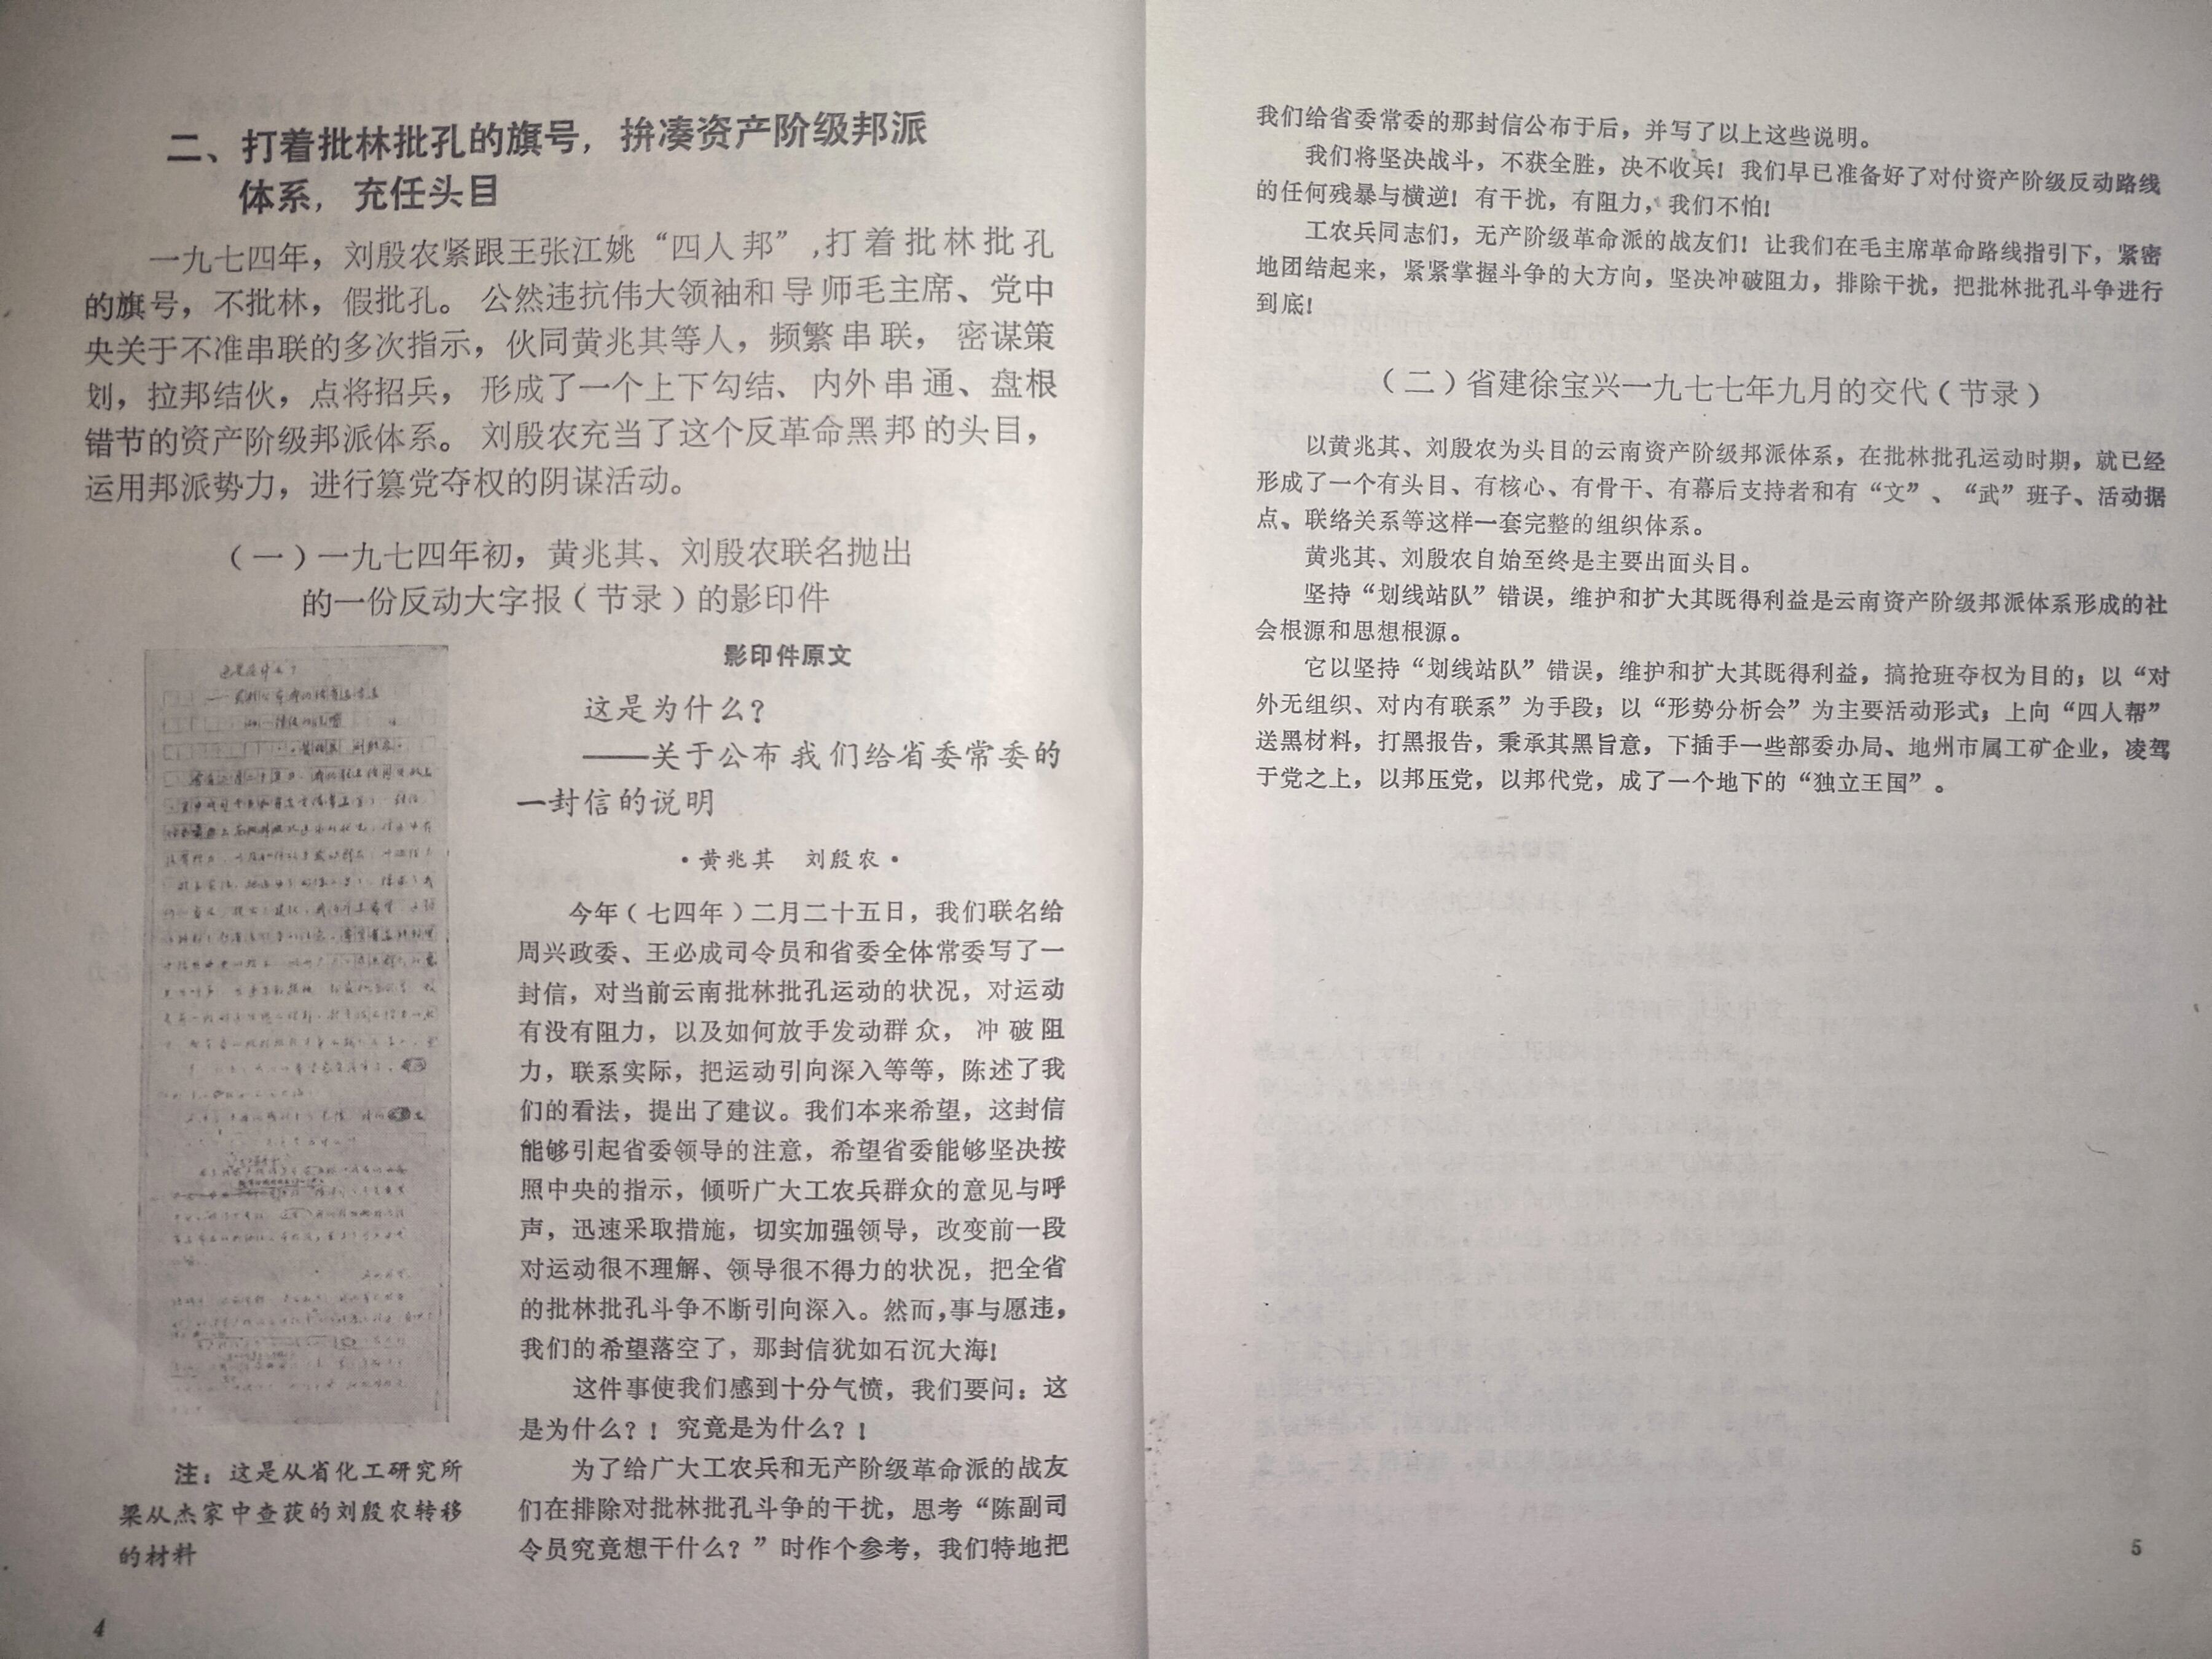 二、打着批林批孔的旗号，拚凑资产阶级邦派
体系，充任头目
一九七四年，刘殷农紧跟王张江姚“四人邦”,打着批林批孔
的旗号，不批林，假批孔。公然违抗伟大领袖和导师毛主席、党中
央关于不准串联的多次指示，伙同黄兆其等人，频繁串联，密谋策
划，拉邦结伙，点将招兵，形成了一个上下勾结、内外串通、盘根
错节的资产阶级邦派体系。刘殷农充当了这个反革命黑邦的头目，
运用邦派势力，进行篡党夺权的阴谋活动。
（一）一九七四年初，黄兆其、刘殷农联名抛出
的一份反动大字报（节录）的影印件
影印件原文
这是为什么？
——关于公布我们给省委常委的
一封信的说明
·黄兆其　刘殷农·
今年（七四年）二月二十五日，我们联名给
周兴政委、王必成司令员和省委全体常委写了一
封信，对当前云南批林批孔运动的状况，对运动
有没有阻力，以及如何放手发动群众，冲破阻
力，联系实际，把运动引向深入等等，陈述了我
们的看法，提出了建议。我们本来希望，这封信
能够引起省委领导的注意，希望省委能够坚决按
照中央的指示，倾听广大工农兵群众的意见与呼
声，迅速采取措施，切实加强领导，改变前一段
对运动很不理解、领导很不得力的状况，把全省
的批林批孔斗争不断引向深入。然而，事与愿违，
我们的希望落空了，那封信犹如石沉大海！
这件事使我们感到十分气愤，我们要问：这
是为什么？！究竟是为什么？！
为了给广大工农兵和无产阶级革命派的战友
们在排除对批林批孔斗争的干扰，思考“陈副司
令员究竟想干什么？”时作个参考，我们特地把
注：这是从省化工研究所
梁从杰家中查获的刘殷农转移
的材料
4
我们给省委常委的那封信公布于后，并写了以上这些说明。
我们将坚决战斗，不获全胜，决不收兵！我们早已准备好了对付资产阶级反动路线
的任何残暴与横逆！有干扰，有阻力，我们不怕！
工农兵同志们，无产阶级革命派的战友们！让我们在毛主席革命路线指引下，紧密
地团结起来，紧紧掌握斗争的大方向，坚决冲破阻力，排除干扰，把批林批孔斗争进行
到底！
（二）省建徐宝兴一九七七年九月的交代（节录）
以黄兆其、刘殷农为头目的云南资产阶级邦派体系，在批林批孔运动时期，就已经
形成了一个有头目、有核心、有骨干、有幕后支持者和有“文”、“武”班子、活动据
点、联络关系等这样一套完整的组织体系。
黄兆其、刘殷农自始至终是主要出面头目。
坚持“划线站队”错误，维护和扩大其既得利益是云南资产阶级邦派体系形成的社
会根源和思想根源。
它以坚持“划线站队”错误，维护和扩大其既得利益，搞抢班夺权为目的；以“对
外无组织、对内有联系”为手段；以“形势分析会”为主要活动形式；上向“四人帮”
送黑材料，打黑报告，秉承其黑旨意，下插手一些部委办局、地州市属工矿企业，凌驾
于党之上，以邦压党，以邦代党，成了一个地下的“独立王国”。
5